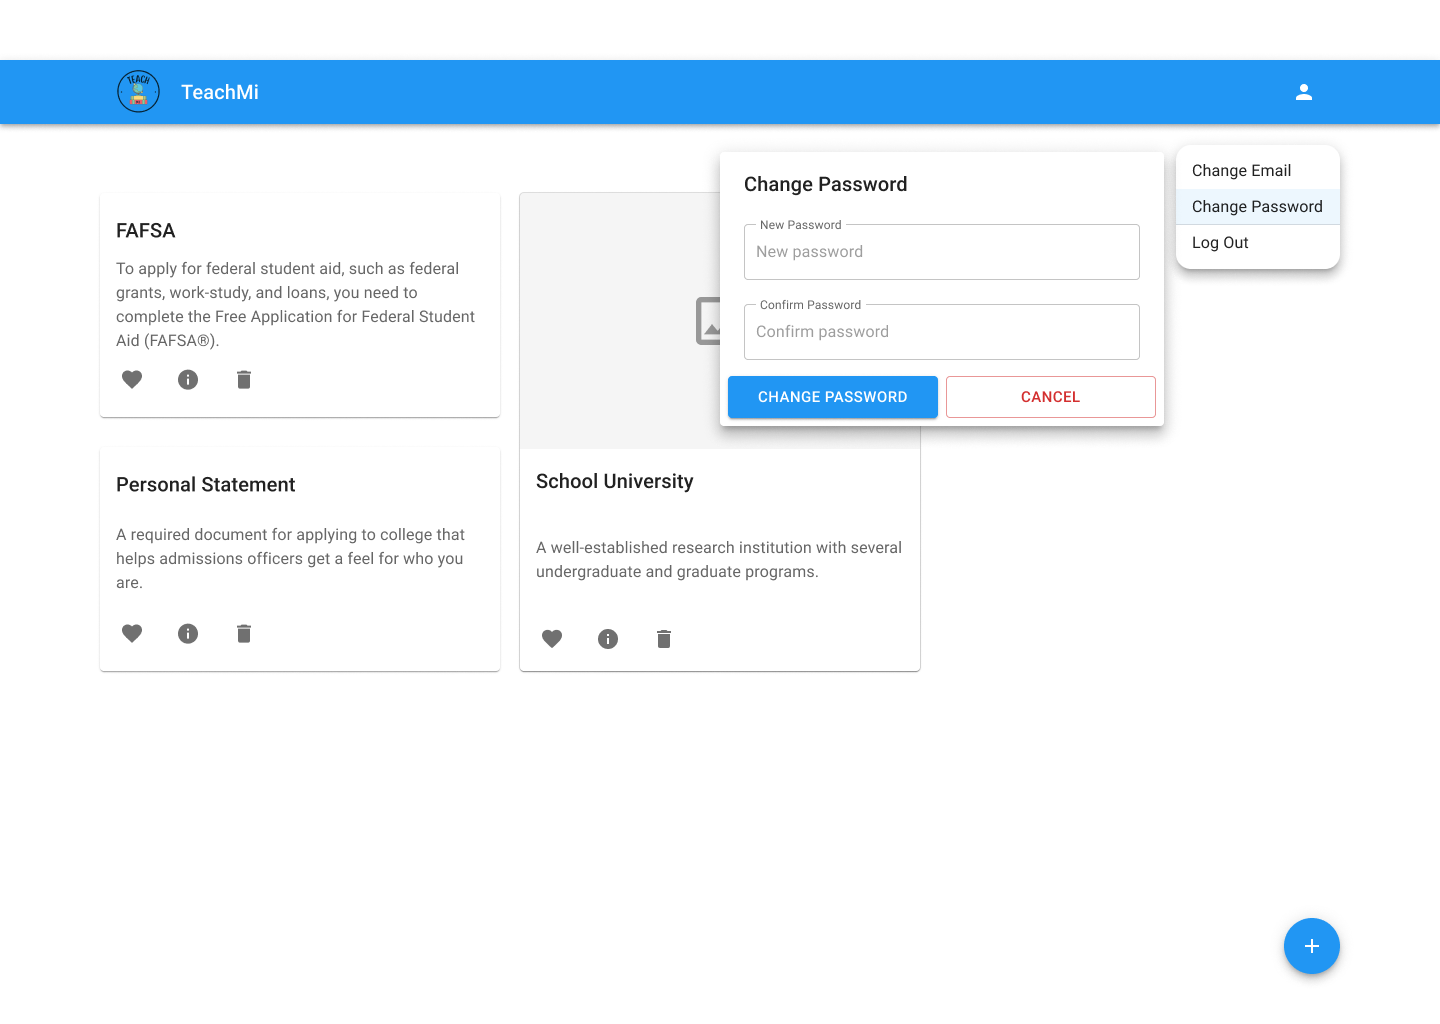 TEACH
TeachMi
Change Email
Change Password
Log Out
Change Password
New Password
New password
Confirm Password
Confirm password
CHANGE PASSWORD
CANCEL
FAFSA
To apply for federal student aid, such as federal
grants, work-study, and loans, you need to
complete the Free Application for Federal Student
Aid (FAFSA®).
Personal Statement
A required document for applying to college that
helps admissions officers get a feel for who you
are.
School University
A well-established research institution with several
undergraduate and graduate programs.